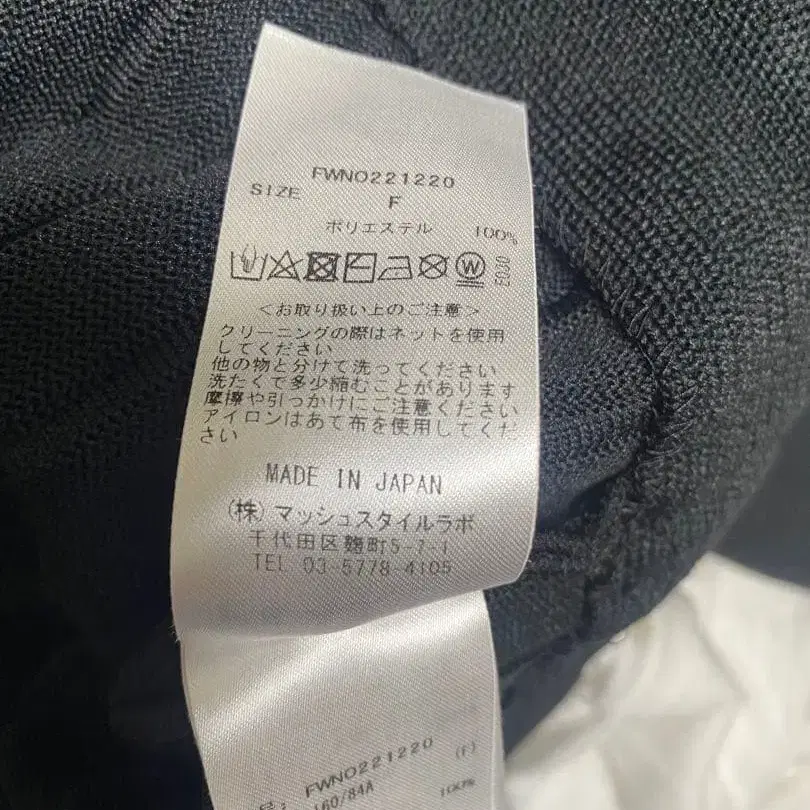 FWNO221220
SIZE F
ポリエステル 100%
W
<お取り扱い上のご注意>
クリーニングの際はネットを使用
してください
他の物と分けて洗ってください
洗たくで多少縮むことがあります
摩擦や引っかけにご注意ください
アイロンはあて布を使用してくだ
さい
MADE IN JAPAN
(株)マッシュスタイルラボ
千代田区麹町5-7-1
TEL 03-5778-4105
FWNO221220 (F)
160/84A
100%